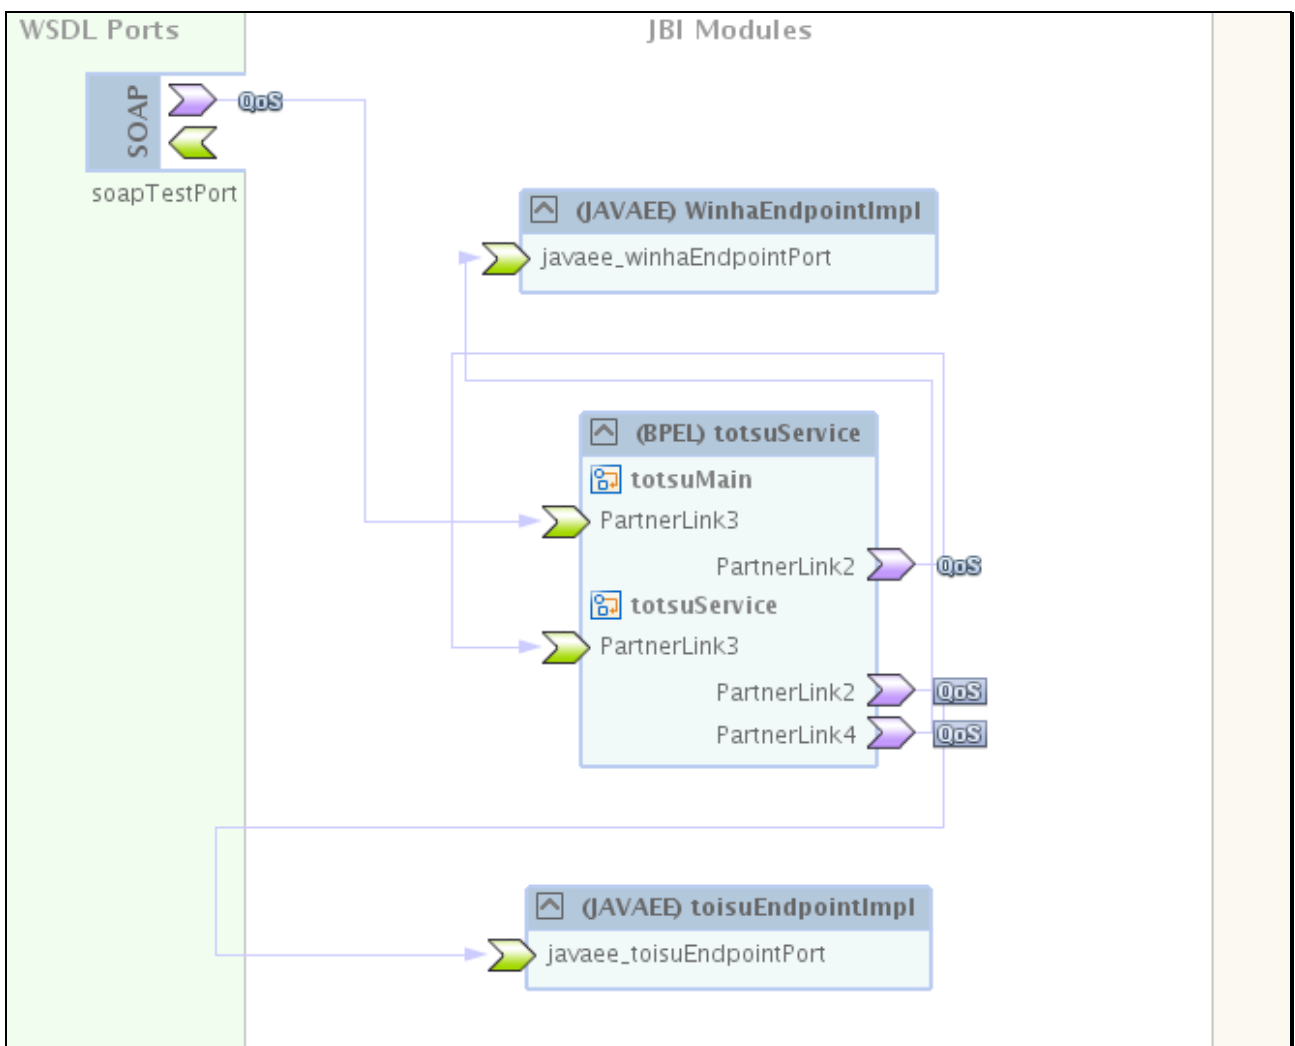 WSDL Ports
JBI Modules
SOAP
QoS
soapTestPort
(JAVAEE) WinhaEndpointImpl
javaee_winhaEndpointPort
(BPEL) totsuService
totsuMain
PartnerLink3
PartnerLink2
QoS
totsuService
PartnerLink3
PartnerLink2
QoS
PartnerLink4
QoS
(JAVAEE) toisuEndpointImpl
javaee_toisuEndpointPort